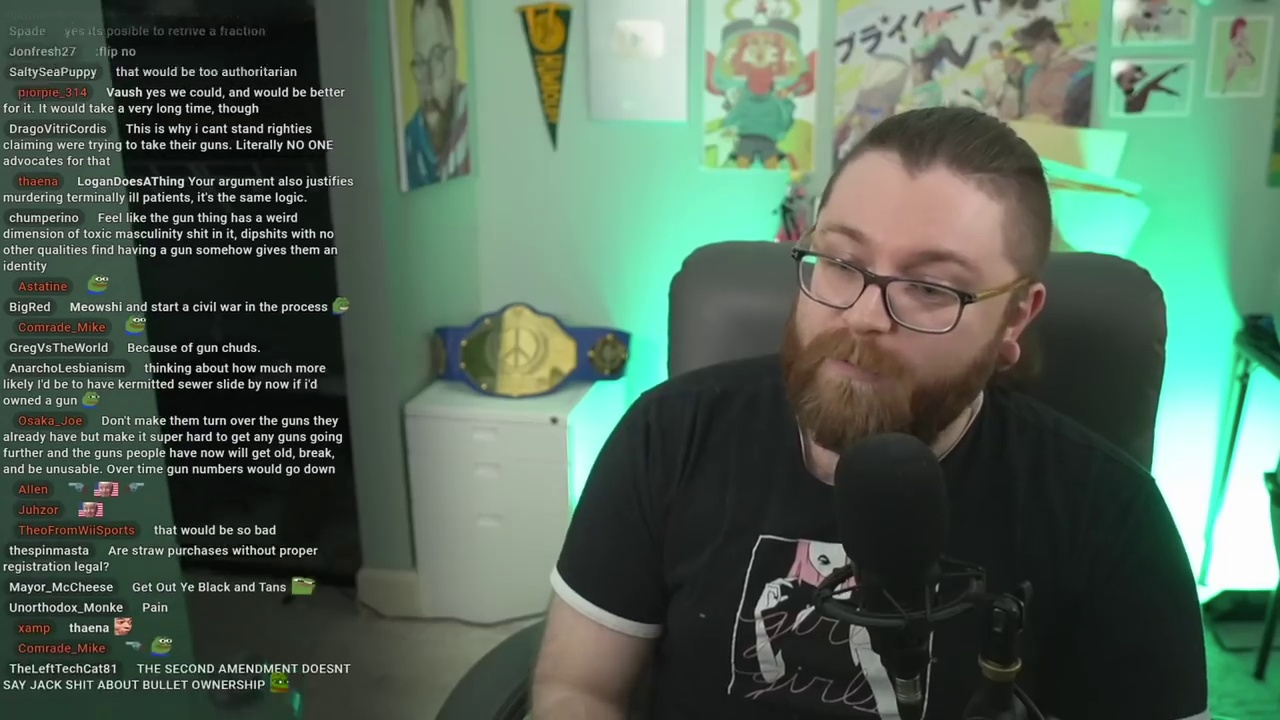 Spade yes its posible to retrive a fraction
Jonfresh27 :flip no
SaltySeaPuppy that would be too authoritarian
piorpie_314 Vaush yes we could, and would be better
for it. It would take a very long time, though
DragoVitriCordis This is why i cant stand righties
claiming were trying to take their guns. Literally NO ONE
advocates for that
thaena LoganDoesAThing Your argument also justifies
murdering terminally ill patients, it's the same logic.
chumperino Feel like the gun thing has a weird
dimension of toxic masculinity shit in it, dipshits with no
other qualities find having a gun somehow gives them an
identity
Astatine
BigRed Meowshi and start a civil war in the process
Comrade_Mike
GregVsTheWorld Because of gun chuds.
AnarchoLesbianism thinking about how much more
likely I'd be to have kermitted sewer slide by now if i'd
owned a gun
Osaka_Joe Don't make them turn over the guns they
already have but make it super hard to get any guns going
further and the guns people have now will get old, break,
and be unusable. Over time gun numbers would go down
Allen
Juhzor
TheoFromWiiSports that would be so bad
thespinmasta Are straw purchases without proper
registration legal?
Mayor_McCheese Get Out Ye Black and Tans
Unorthodox_Monke Pain
xamp thaena
Comrade_Mike
TheLeftTechCat81 THE SECOND AMENDMENT DOESNT
SAY JACK SHIT ABOUT BULLET OWNERSHIP
プライベート
girl
girls